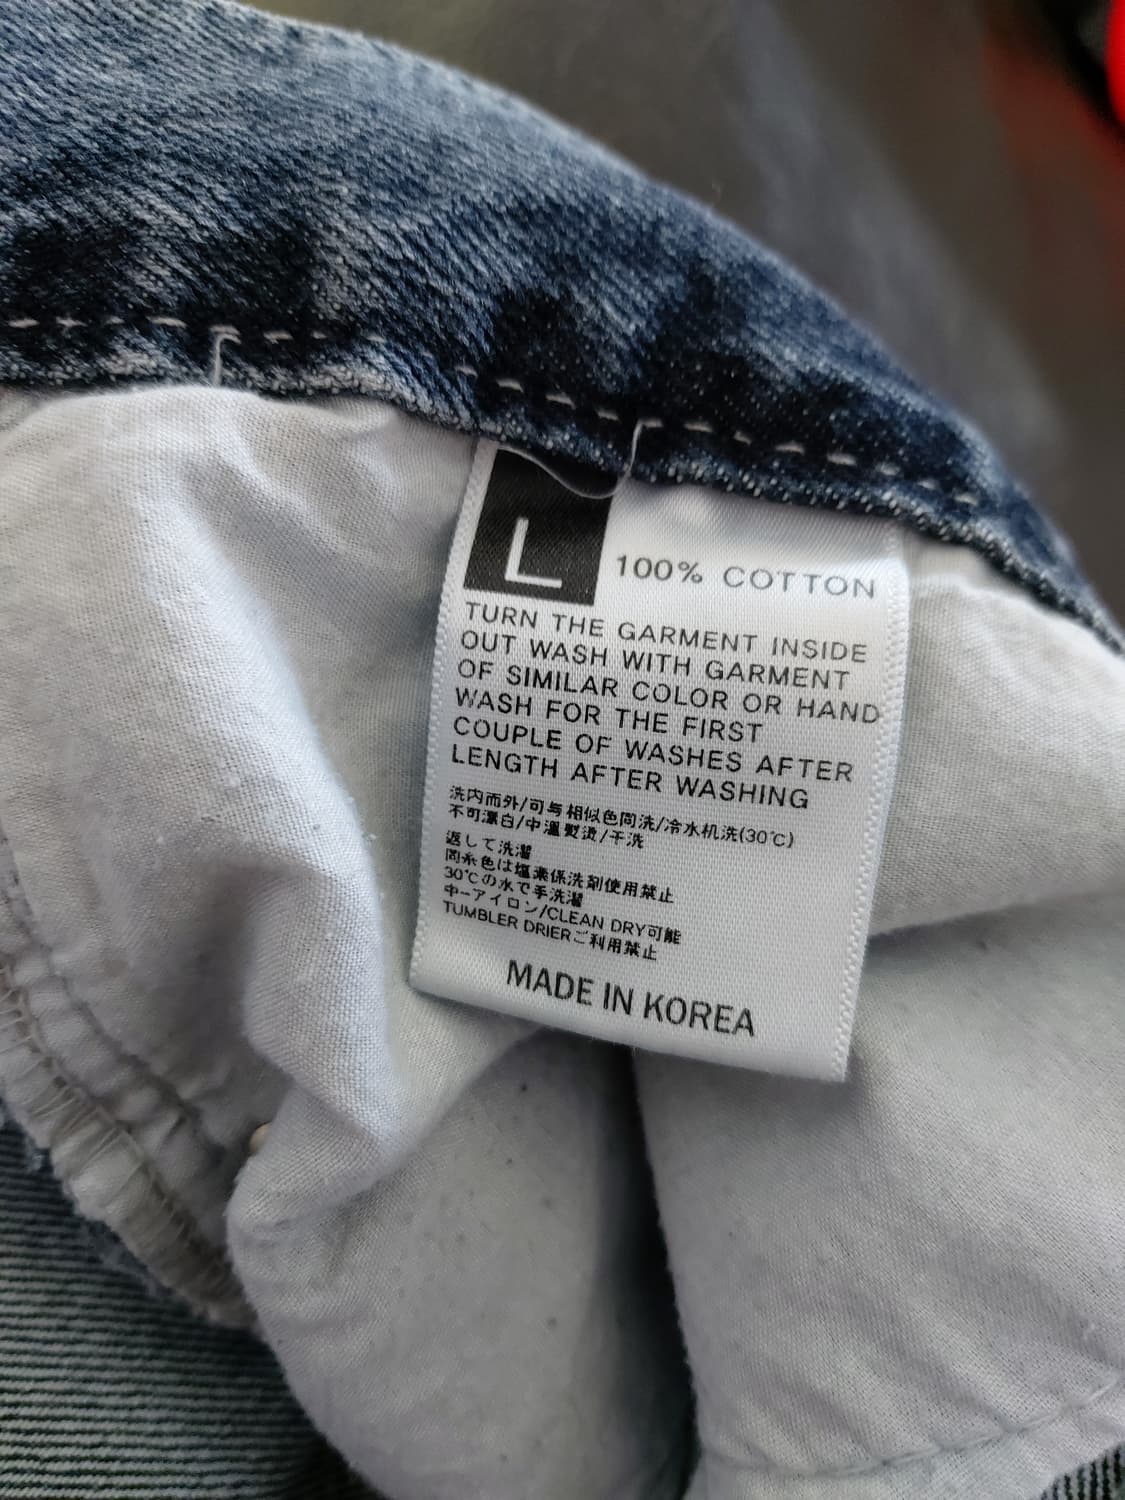 L
100% COTTON
TURN THE GARMENT INSIDE
OUT WASH WITH GARMENT
OF SIMILAR COLOR OR HAND
WASH FOR THE FIRST
COUPLE OF WASHES AFTER
LENGTH AFTER WASHING
洗内而外/可与相似色同洗/冷水机洗(30℃)
不可漂白/中溫熨烫/干洗
返して洗濯
同系色は塩素係洗剤使用禁止
30℃の水で手洗濯
中ーアイロン/CLEAN DRY可能
TUMBLER DRIERご利用禁止
MADE IN KOREA